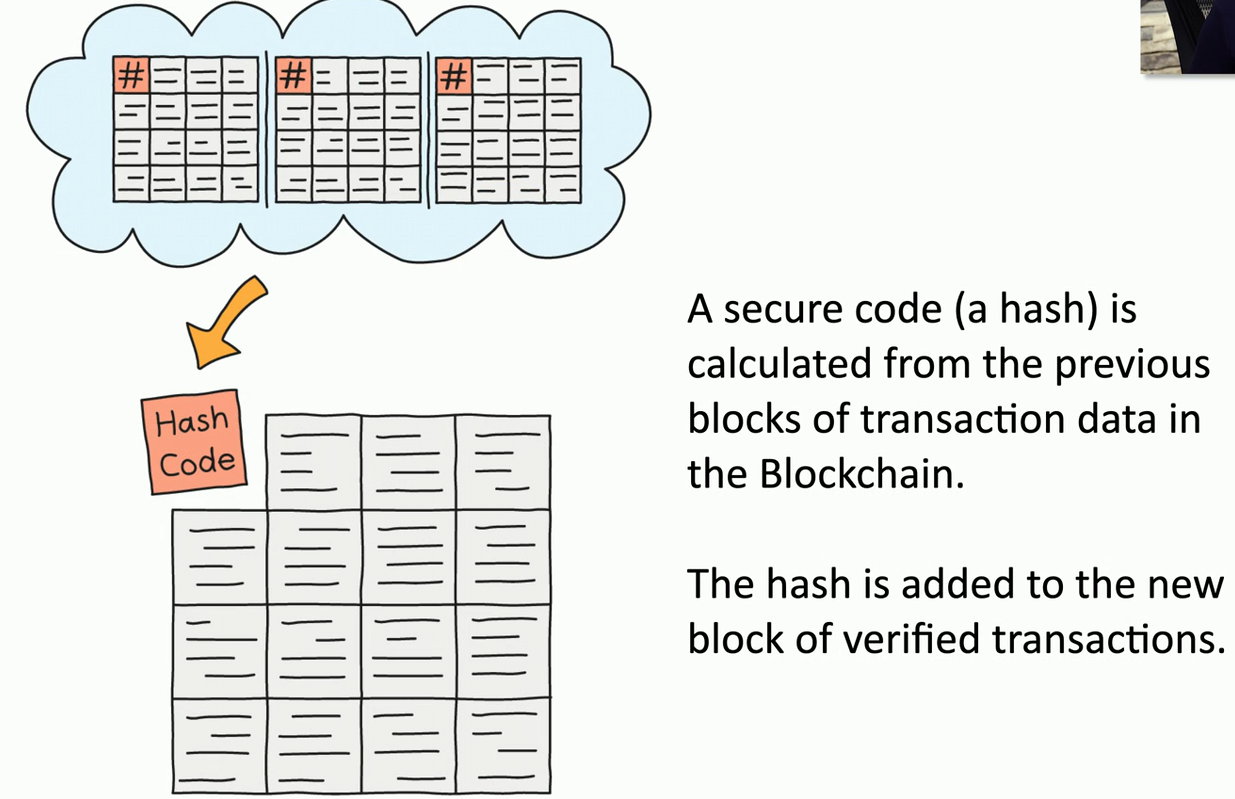 # # #
Hash
Code
A secure code (a hash) is
calculated from the previous
blocks of transaction data in
the Blockchain.
The hash is added to the new
block of verified transactions.